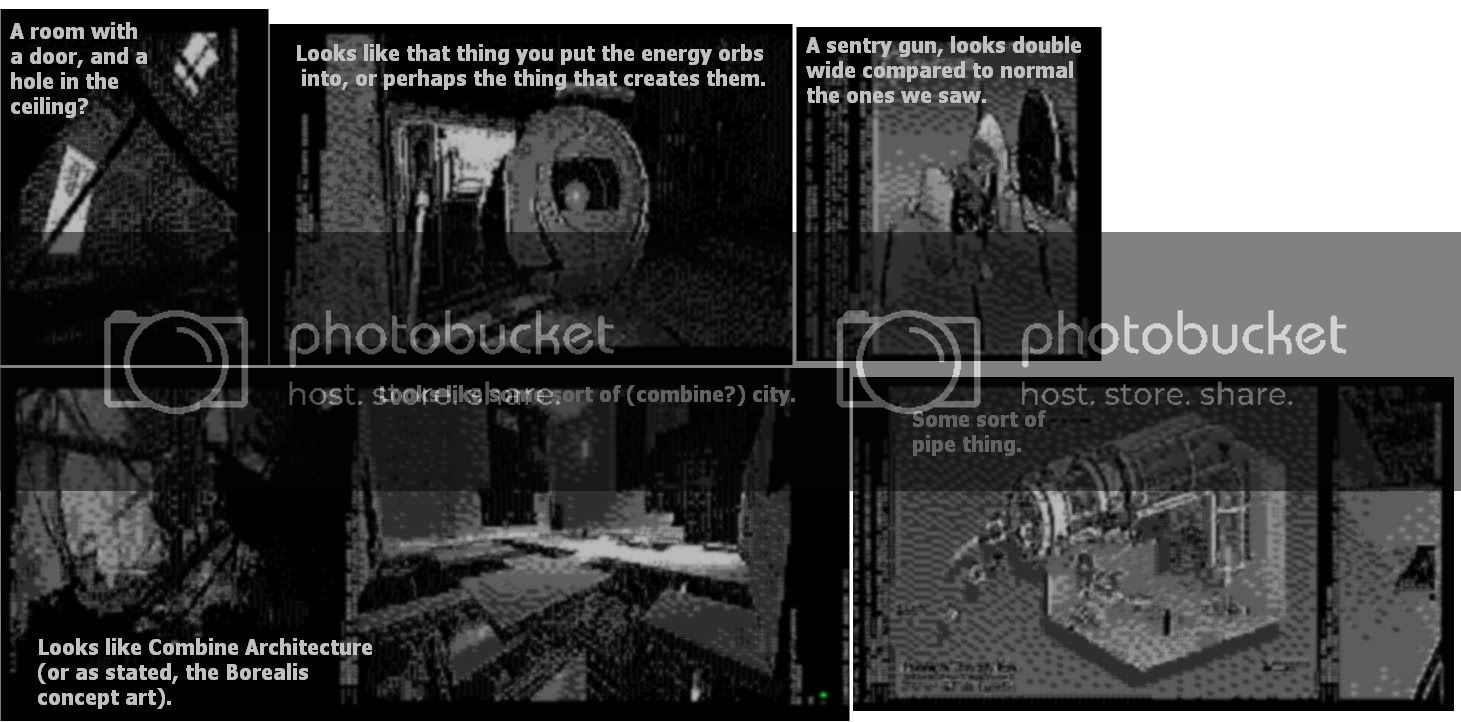 A room with
a door, and a
hole in the
ceiling?
Looks like that thing you put the energy orbs
into, or perhaps the thing that creates them.
A sentry gun, looks double
wide compared to normal
the ones we saw.
photobucket
host. store. share.
photobucket
host. store. share.
Looks like some sort of (combine?) city.
Some sort of
pipe thing.
Looks like Combine Architecture
(or as stated, the Borealis
concept art).